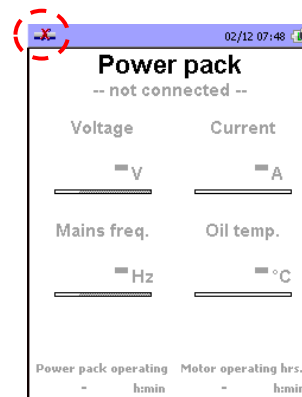 02/12 07:48
Power pack
-- not connected --
Voltage Current
- V - A
Mains freq. Oil temp.
- Hz - °C
Power pack operating Motor operating hrs.
- h:min - h:min